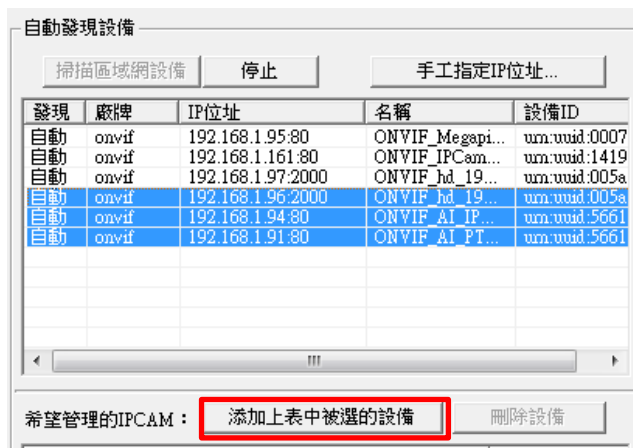 自動發現設備
掃描區域網設備 停止 手工指定IP位址...
發現 廠牌 IP位址 名稱 設備ID
自動 onvif 192.168.1.95:80 ONVIF_Megapi... urn:uuid:0007
自動 onvif 192.168.1.161:80 ONVIF_IPCam... urn:uuid:1419
自動 onvif 192.168.1.97:2000 ONVIF_hd_19... urn:uuid:005a
自動 onvif 192.168.1.96:2000 ONVIF_hd_19... urn:uuid:005a
自動 onvif 192.168.1.94:80 ONVIF_AI_IP... urn:uuid:5661
自動 onvif 192.168.1.91:80 ONVIF_AI_PT... urn:uuid:5661
希望管理的IPCAM： 添加上表中被選的設備 刪除設備